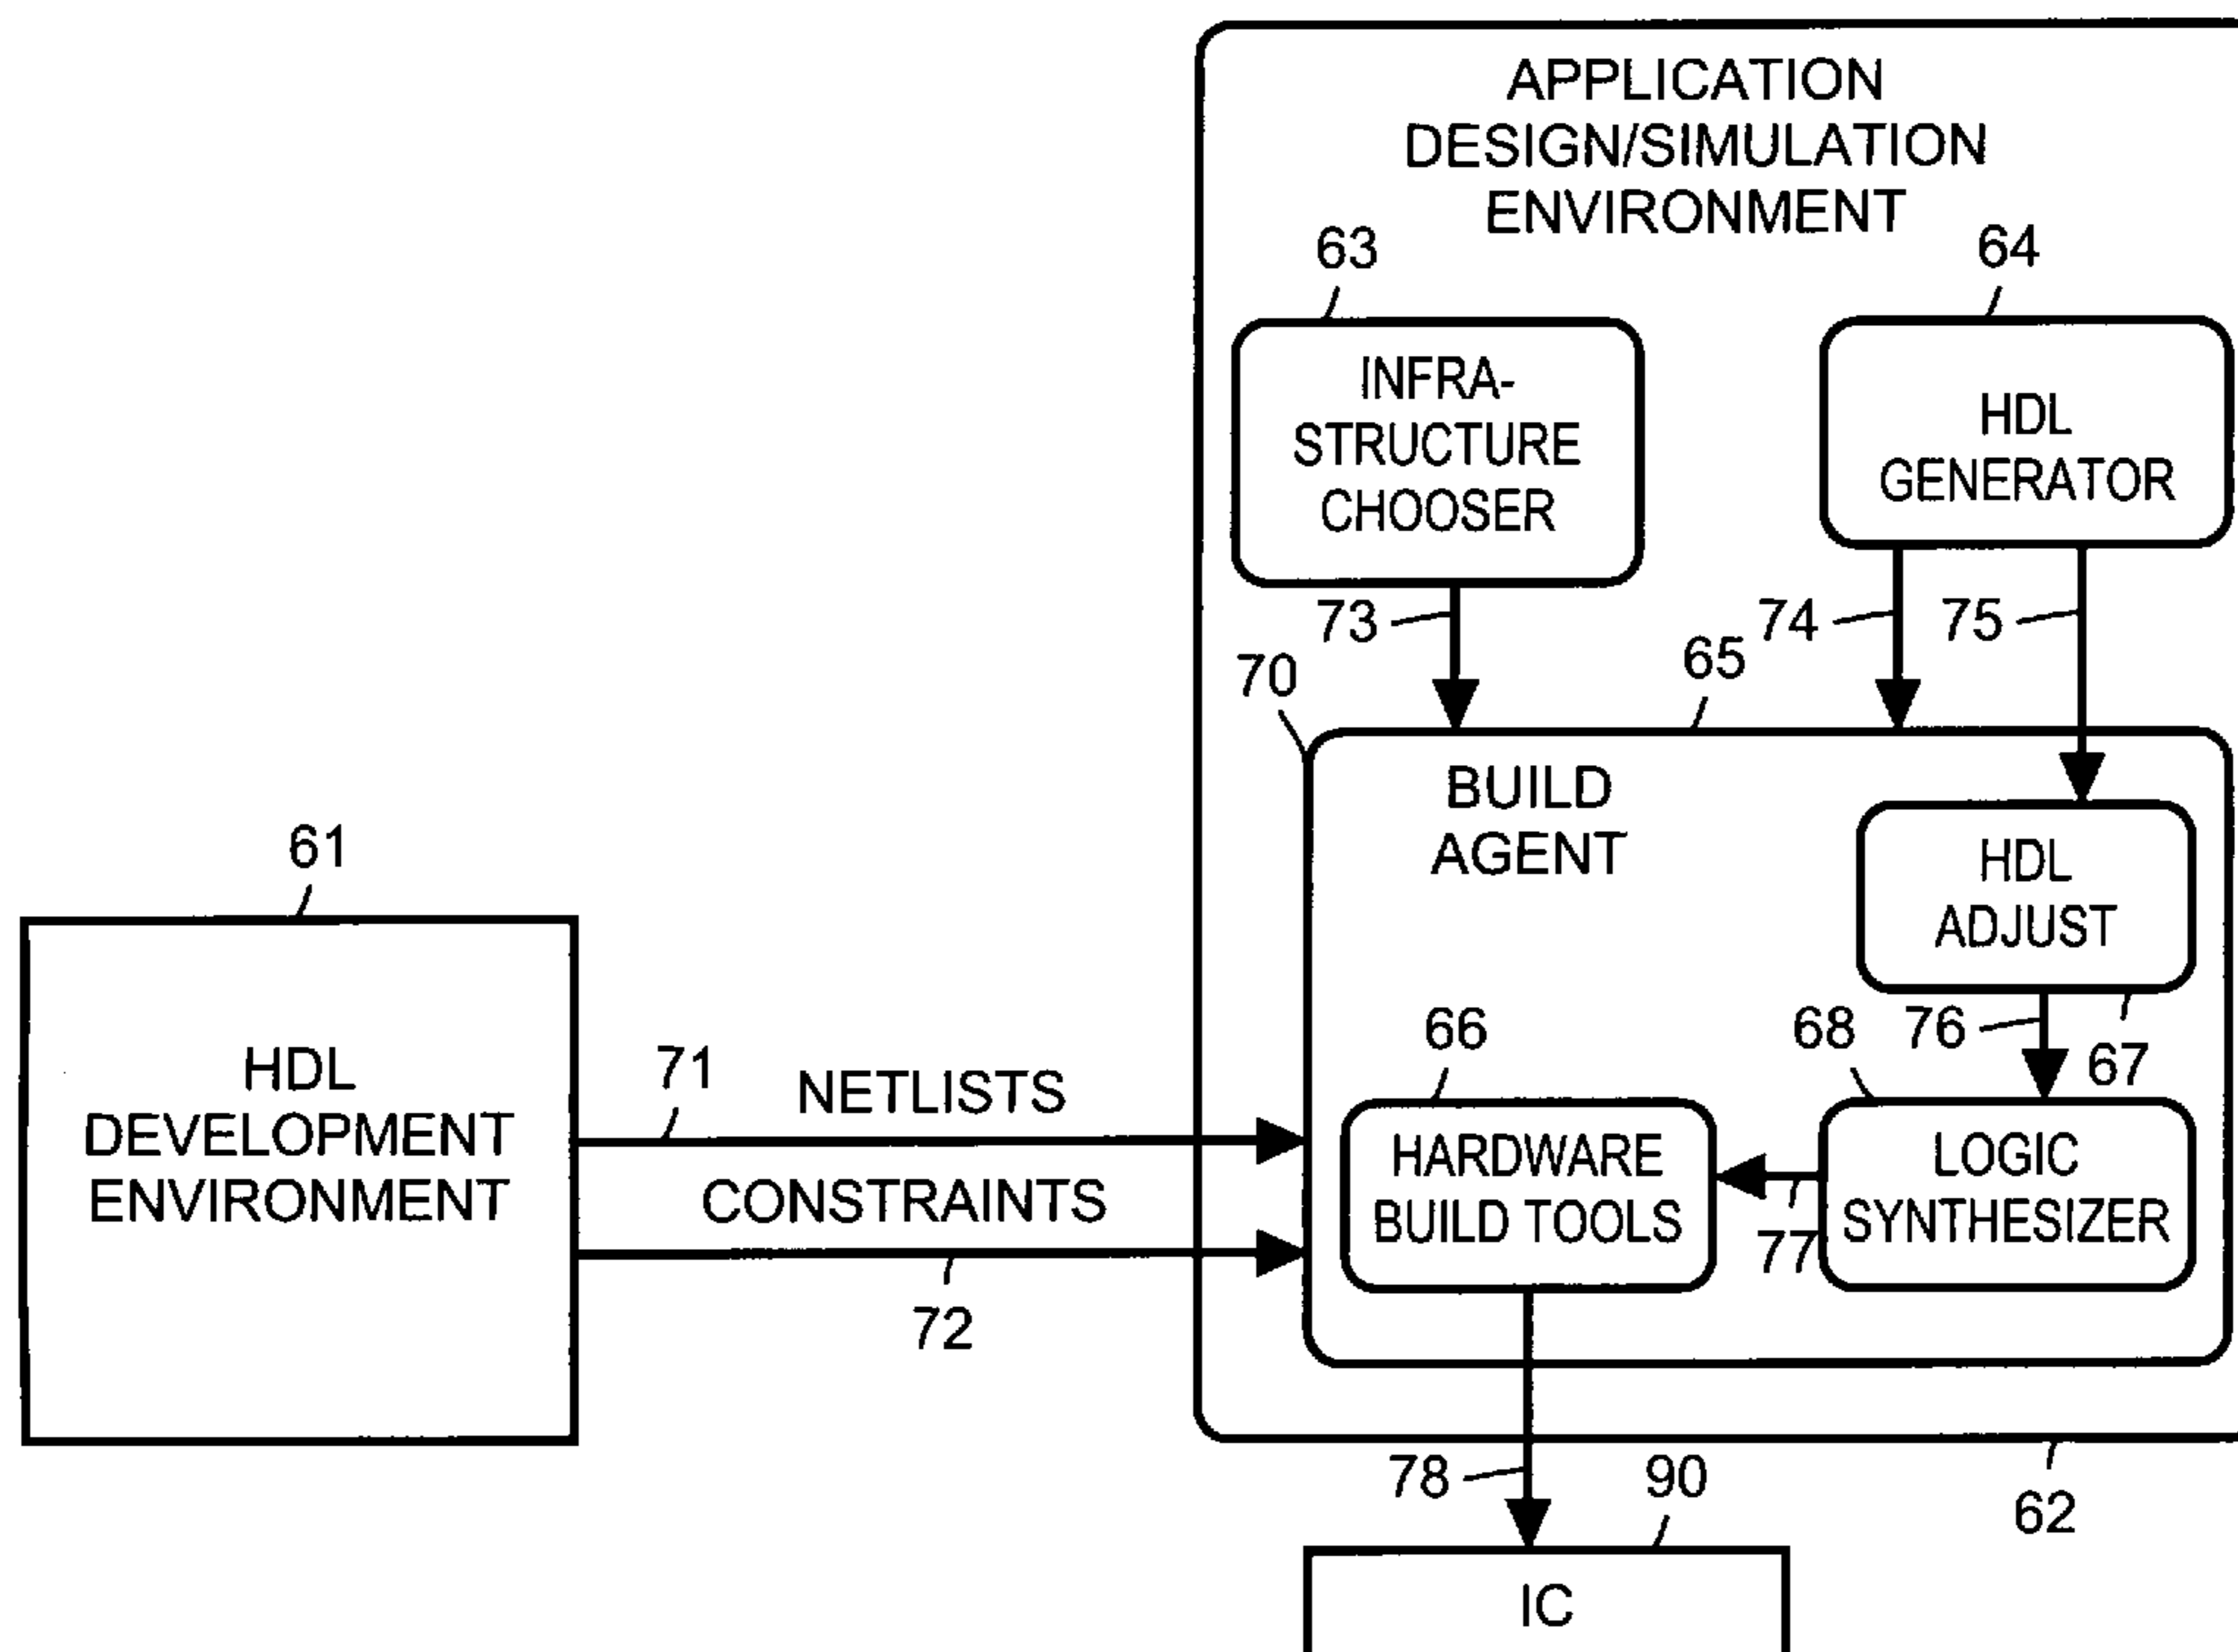 APPLICATION
DESIGN/SIMULATION
ENVIRONMENT
63
64
INFRA-
STRUCTURE
CHOOSER
HDL
GENERATOR
73
74
75
70
65
BUILD
AGENT
HDL
ADJUST
61
HDL
DEVELOPMENT
ENVIRONMENT
71
NETLISTS
CONSTRAINTS
72
66
68
76
67
HARDWARE
BUILD TOOLS
77
LOGIC
SYNTHESIZER
78
90
62
IC